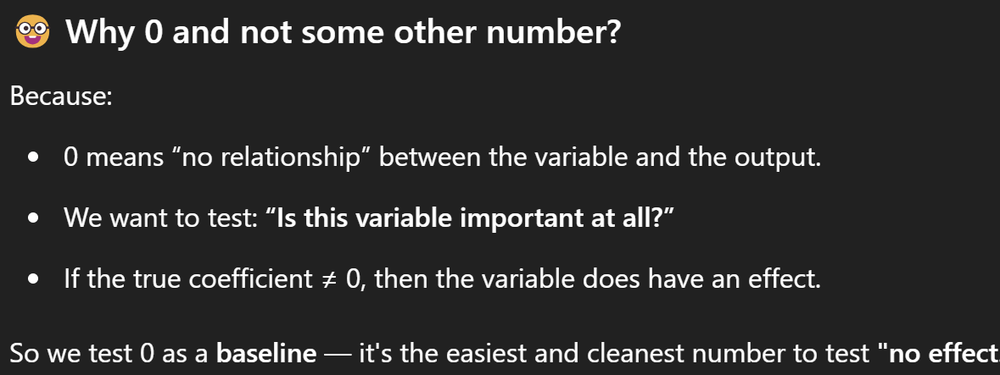 🤓 Why 0 and not some other number?
Because:
• 0 means “no relationship” between the variable and the output.
• We want to test: “Is this variable important at all?”
• If the true coefficient ≠ 0, then the variable does have an effect.
So we test 0 as a baseline — it's the easiest and cleanest number to test "no effect.